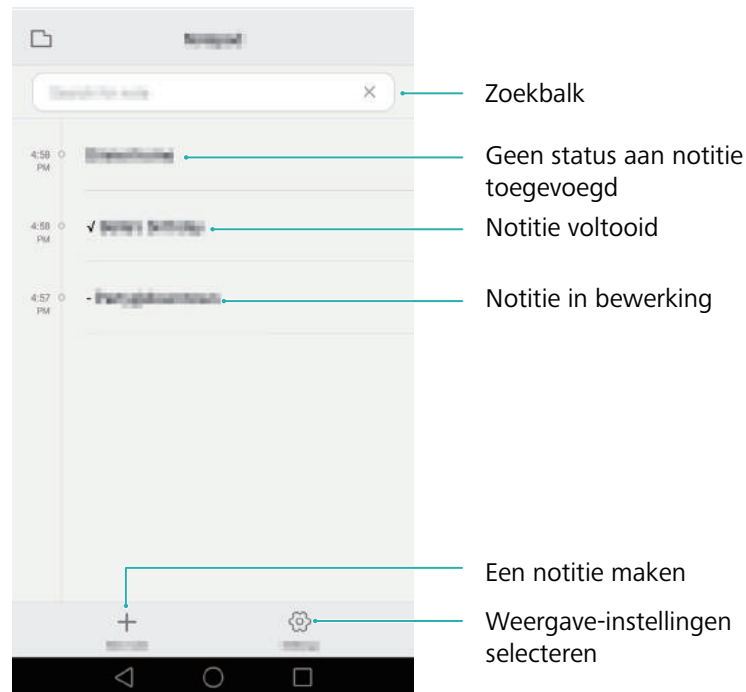 Zoekbalk
4:58
PM
Geen status aan notitie
toegevoegd
4:58
PM
√
Notitie voltooid
4:57
PM
-
Notitie in bewerking
Een notitie maken
Weergave-instellingen
selecteren